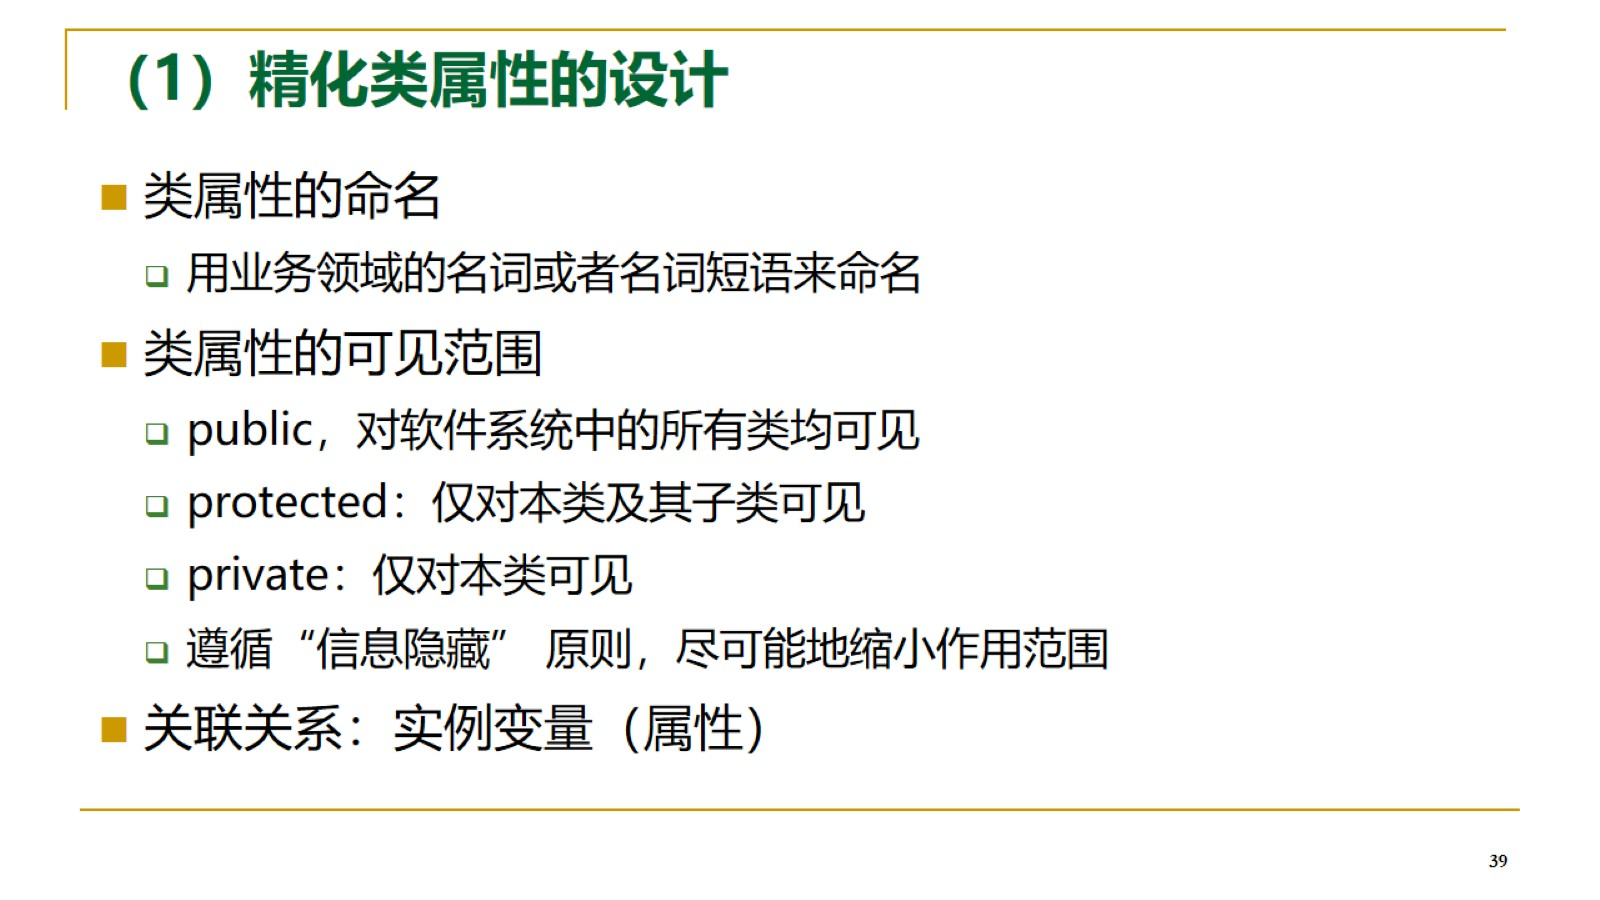 （1）精化类属性的设计
类属性的命名
用业务领域的名词或者名词短语来命名
类属性的可见范围
public，对软件系统中的所有类均可见
protected：仅对本类及其子类可见
private：仅对本类可见
遵循“信息隐藏” 原则，尽可能地缩小作用范围
关联关系：实例变量（属性）
39